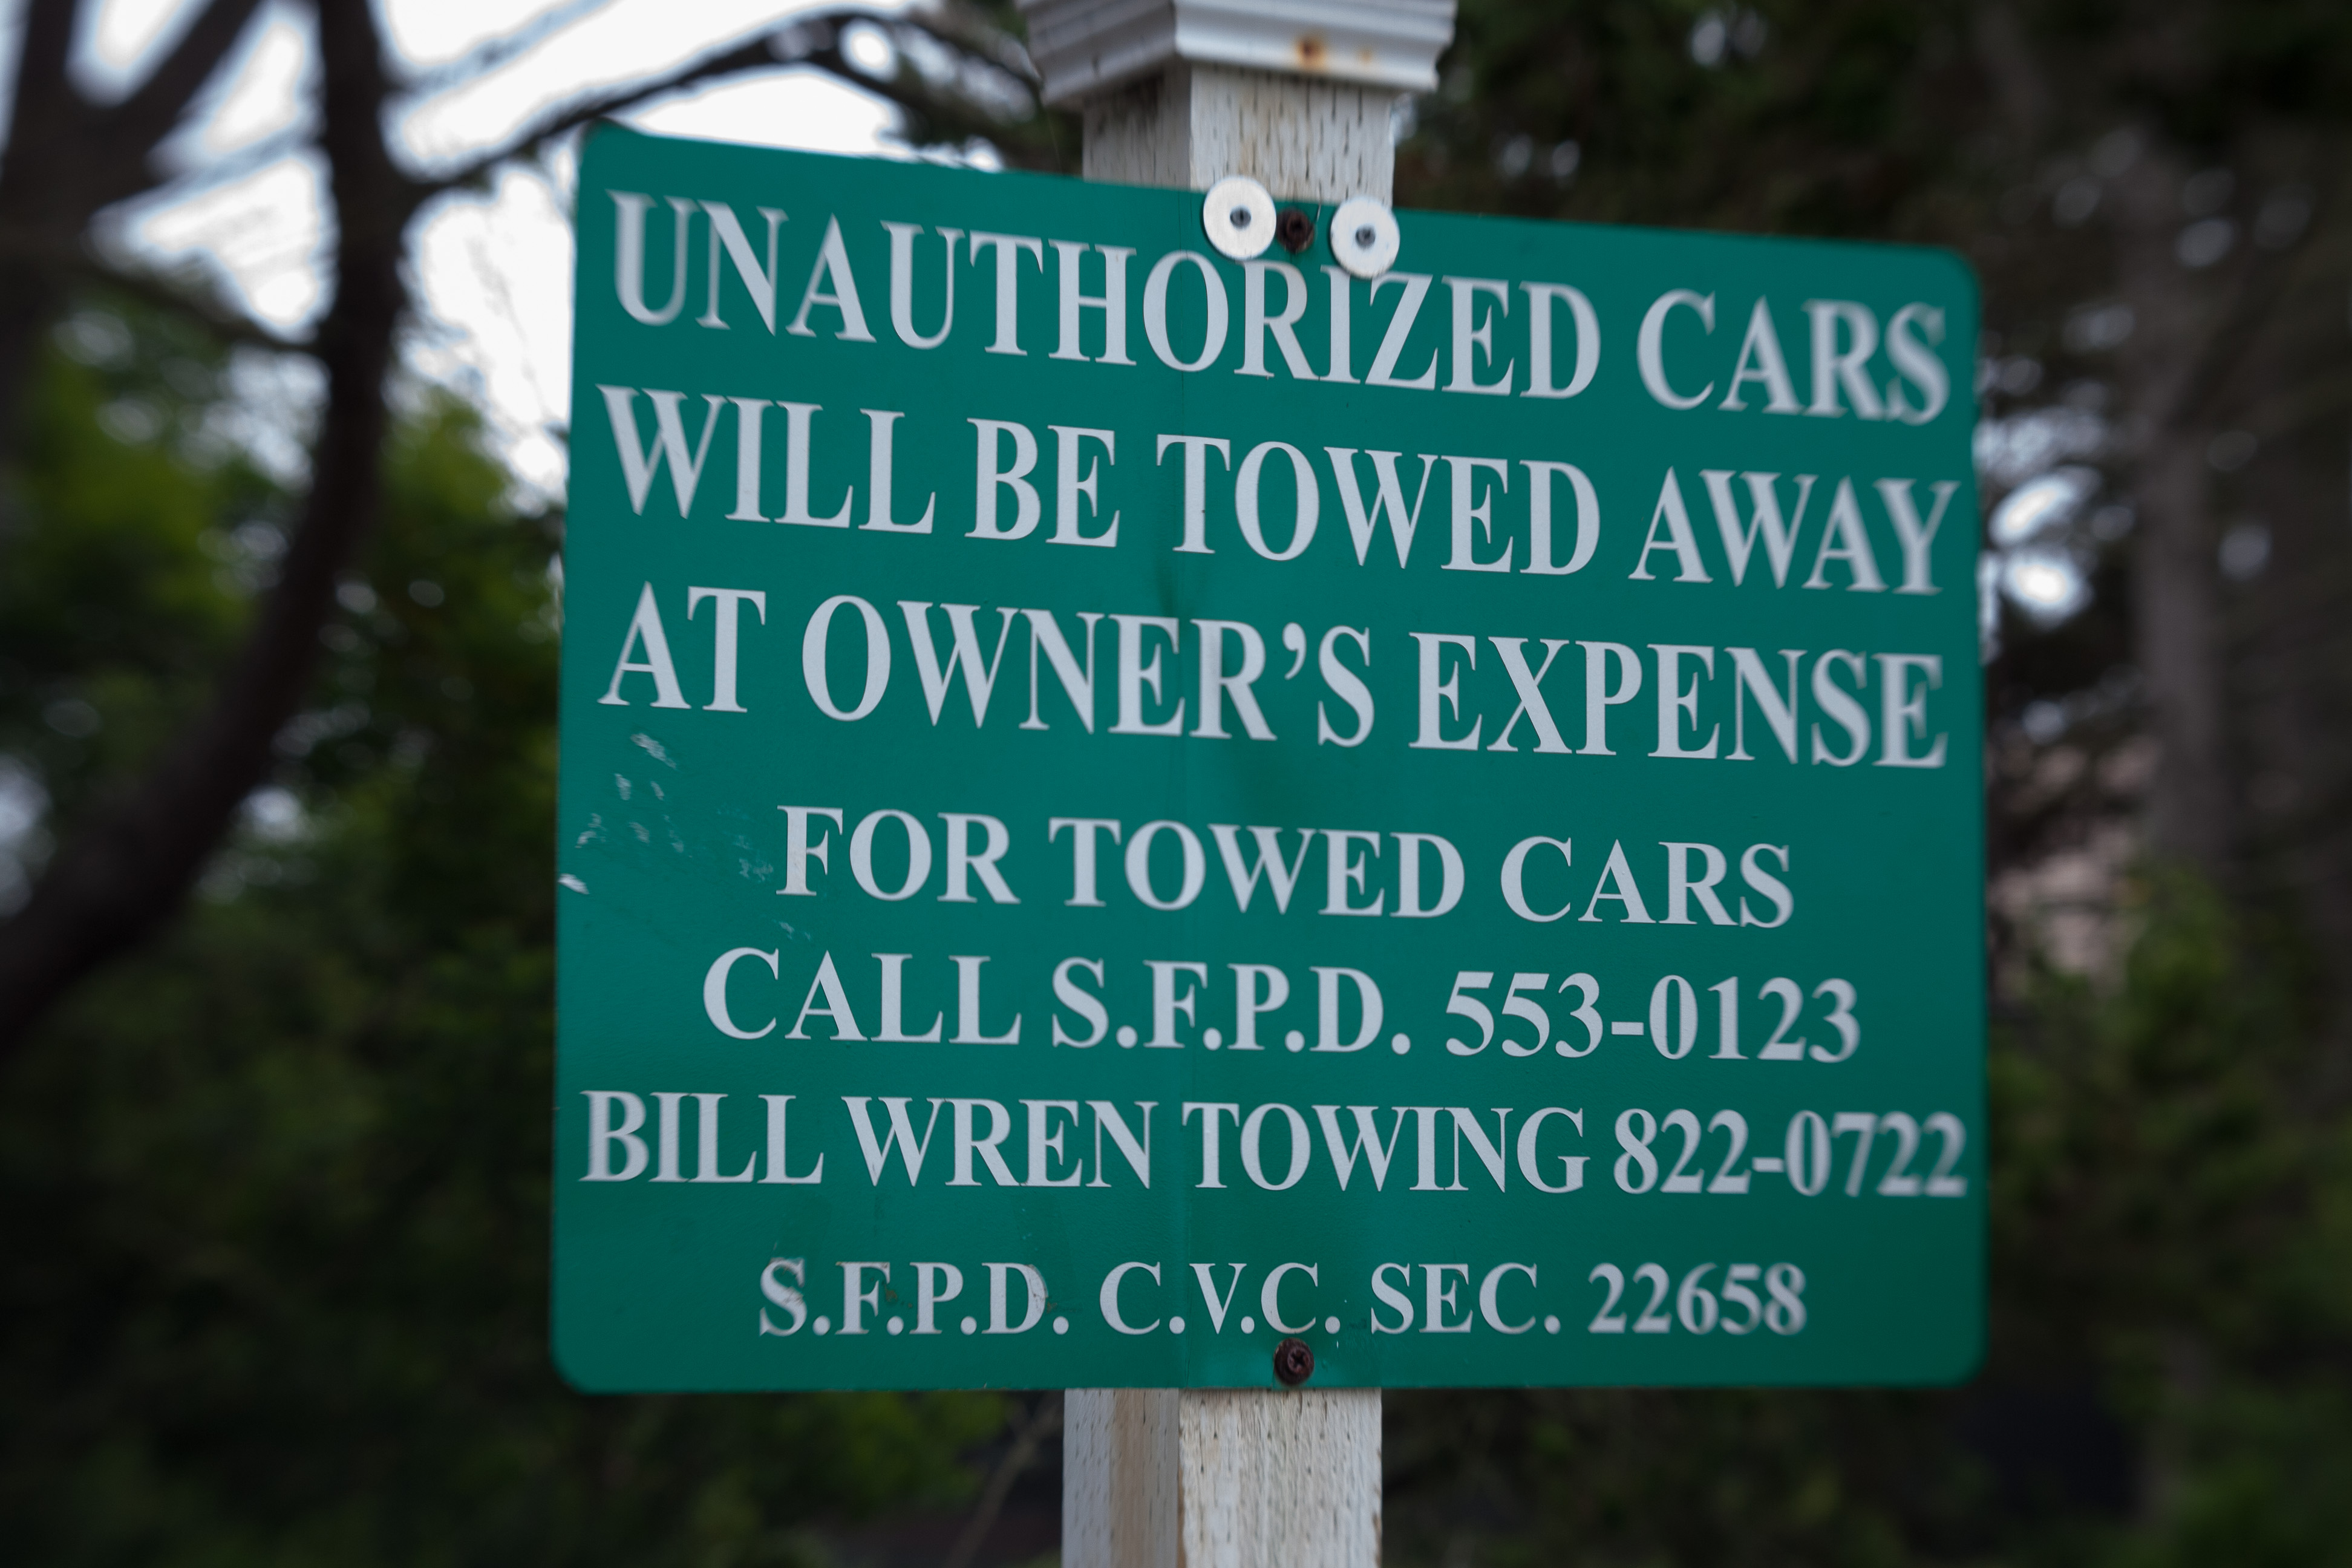 UNAUTHORIZED CARS
WILL BE TOWED AWAY
AT OWNER’S EXPENSE
FOR TOWED CARS
CALL S.F.P.D. 553-0123
BILL WREN TOWING 822-0722
S.F.P.D. C.V.C. SEC. 22658